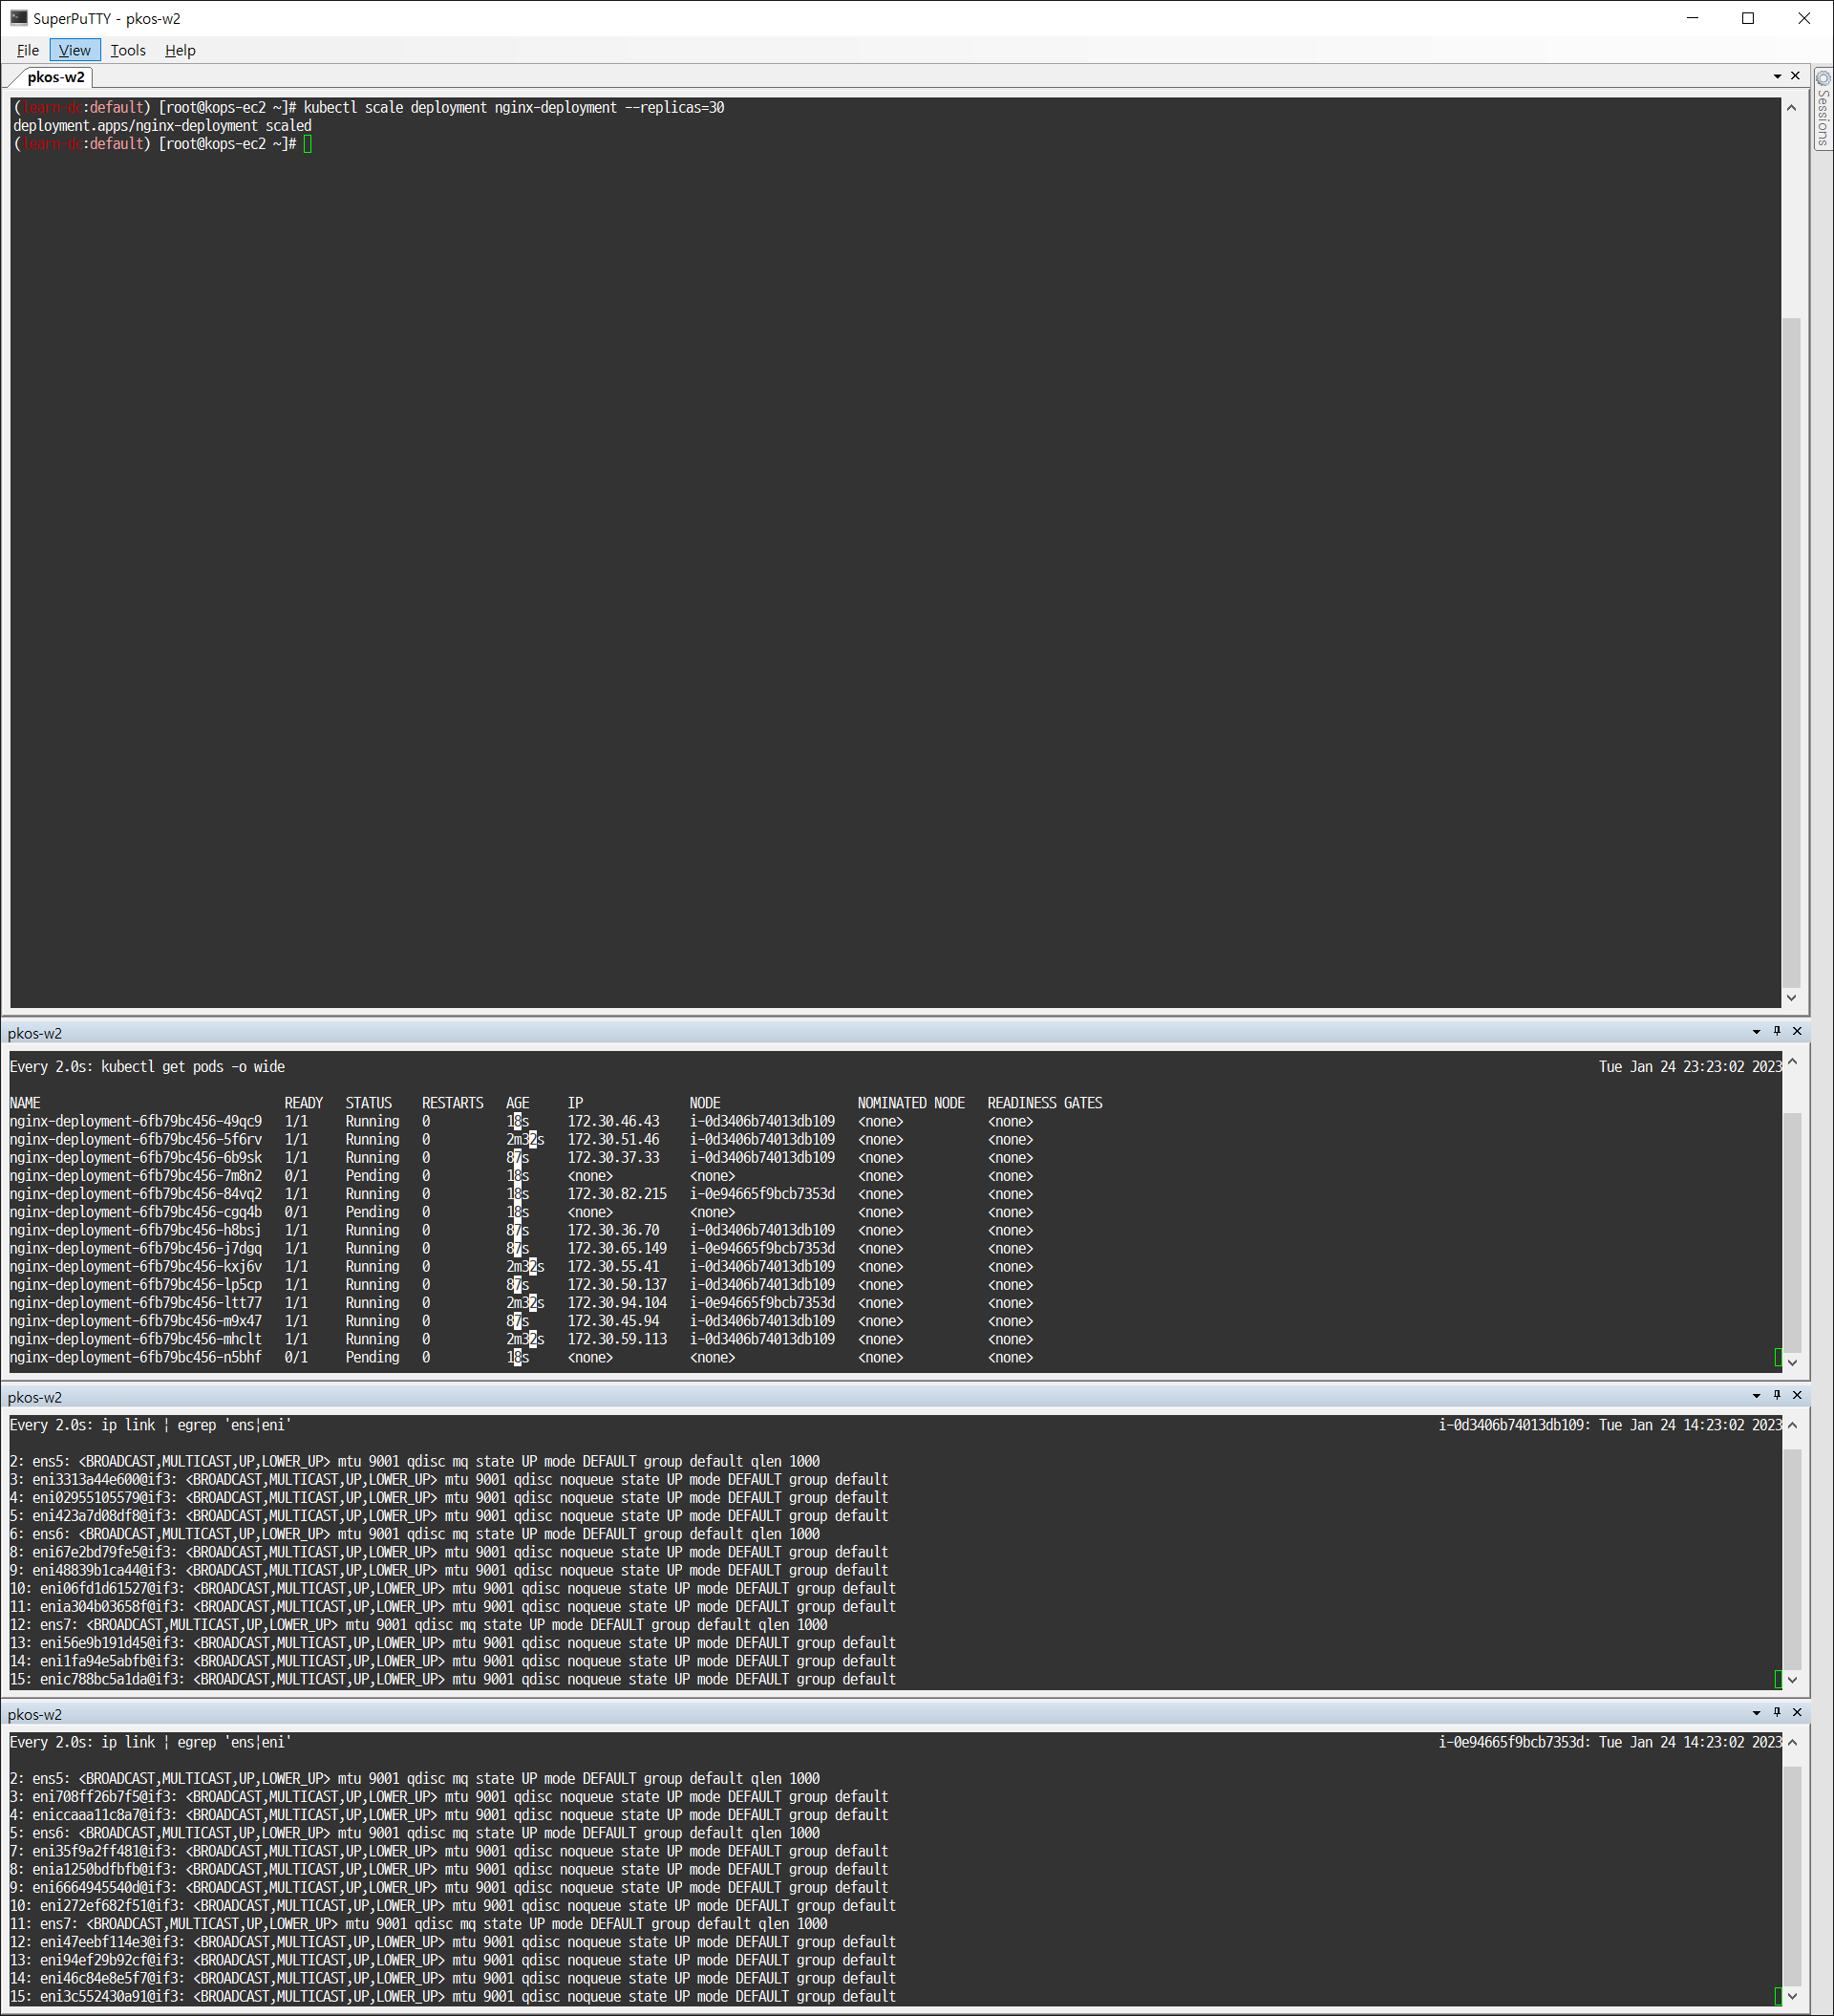 SuperPuTTY - pkos-w2
File View Tools Help
pkos-w2
Sessions
(learn-dc:default) [root@kops-ec2 ~]# kubectl scale deployment nginx-deployment --replicas=30
deployment.apps/nginx-deployment scaled
(learn-dc:default) [root@kops-ec2 ~]#
pkos-w2
Every 2.0s: kubectl get pods -o wide Tue Jan 24 23:23:02 2023
NAME READY STATUS RESTARTS AGE IP NODE NOMINATED NODE READINESS GATES
nginx-deployment-6fb79bc456-49qc9 1/1 Running 0 18s 172.30.46.43 i-0d3406b74013db109 <none> <none>
nginx-deployment-6fb79bc456-5f6rv 1/1 Running 0 2m32s 172.30.51.46 i-0d3406b74013db109 <none> <none>
nginx-deployment-6fb79bc456-6b9sk 1/1 Running 0 87s 172.30.37.33 i-0d3406b74013db109 <none> <none>
nginx-deployment-6fb79bc456-7m8n2 0/1 Pending 0 18s <none> <none> <none> <none>
nginx-deployment-6fb79bc456-84vq2 1/1 Running 0 18s 172.30.82.215 i-0e94665f9bcb7353d <none> <none>
nginx-deployment-6fb79bc456-cgq4b 0/1 Pending 0 18s <none> <none> <none> <none>
nginx-deployment-6fb79bc456-h8bsj 1/1 Running 0 87s 172.30.36.70 i-0d3406b74013db109 <none> <none>
nginx-deployment-6fb79bc456-j7dgq 1/1 Running 0 87s 172.30.65.149 i-0e94665f9bcb7353d <none> <none>
nginx-deployment-6fb79bc456-kxj6v 1/1 Running 0 2m32s 172.30.55.41 i-0d3406b74013db109 <none> <none>
nginx-deployment-6fb79bc456-lp5cp 1/1 Running 0 87s 172.30.50.137 i-0d3406b74013db109 <none> <none>
nginx-deployment-6fb79bc456-ltt77 1/1 Running 0 2m32s 172.30.94.104 i-0e94665f9bcb7353d <none> <none>
nginx-deployment-6fb79bc456-m9x47 1/1 Running 0 87s 172.30.45.94 i-0d3406b74013db109 <none> <none>
nginx-deployment-6fb79bc456-mhclt 1/1 Running 0 2m32s 172.30.59.113 i-0d3406b74013db109 <none> <none>
nginx-deployment-6fb79bc456-n5bhf 0/1 Pending 0 18s <none> <none> <none> <none>
pkos-w2
Every 2.0s: ip link | egrep 'ens|eni' i-0d3406b74013db109: Tue Jan 24 14:23:02 2023
2: ens5: <BROADCAST,MULTICAST,UP,LOWER_UP> mtu 9001 qdisc mq state UP mode DEFAULT group default qlen 1000
3: eni3313a44e600@if3: <BROADCAST,MULTICAST,UP,LOWER_UP> mtu 9001 qdisc noqueue state UP mode DEFAULT group default
4: eni02955105579@if3: <BROADCAST,MULTICAST,UP,LOWER_UP> mtu 9001 qdisc noqueue state UP mode DEFAULT group default
5: eni423a7d08df8@if3: <BROADCAST,MULTICAST,UP,LOWER_UP> mtu 9001 qdisc noqueue state UP mode DEFAULT group default
6: ens6: <BROADCAST,MULTICAST,UP,LOWER_UP> mtu 9001 qdisc mq state UP mode DEFAULT group default qlen 1000
8: eni67e2bd79fe5@if3: <BROADCAST,MULTICAST,UP,LOWER_UP> mtu 9001 qdisc noqueue state UP mode DEFAULT group default
9: eni48839b1ca44@if3: <BROADCAST,MULTICAST,UP,LOWER_UP> mtu 9001 qdisc noqueue state UP mode DEFAULT group default
10: eni06fd1d61527@if3: <BROADCAST,MULTICAST,UP,LOWER_UP> mtu 9001 qdisc noqueue state UP mode DEFAULT group default
11: enia304b03658f@if3: <BROADCAST,MULTICAST,UP,LOWER_UP> mtu 9001 qdisc noqueue state UP mode DEFAULT group default
12: ens7: <BROADCAST,MULTICAST,UP,LOWER_UP> mtu 9001 qdisc mq state UP mode DEFAULT group default qlen 1000
13: eni56e9b191d45@if3: <BROADCAST,MULTICAST,UP,LOWER_UP> mtu 9001 qdisc noqueue state UP mode DEFAULT group default
14: eni1fa94e5abfb@if3: <BROADCAST,MULTICAST,UP,LOWER_UP> mtu 9001 qdisc noqueue state UP mode DEFAULT group default
15: enic788bc5a1da@if3: <BROADCAST,MULTICAST,UP,LOWER_UP> mtu 9001 qdisc noqueue state UP mode DEFAULT group default
pkos-w2
Every 2.0s: ip link | egrep 'ens|eni' i-0e94665f9bcb7353d: Tue Jan 24 14:23:02 2023
2: ens5: <BROADCAST,MULTICAST,UP,LOWER_UP> mtu 9001 qdisc mq state UP mode DEFAULT group default qlen 1000
3: eni708ff26b7f5@if3: <BROADCAST,MULTICAST,UP,LOWER_UP> mtu 9001 qdisc noqueue state UP mode DEFAULT group default
4: eniccaaa11c8a7@if3: <BROADCAST,MULTICAST,UP,LOWER_UP> mtu 9001 qdisc noqueue state UP mode DEFAULT group default
5: ens6: <BROADCAST,MULTICAST,UP,LOWER_UP> mtu 9001 qdisc mq state UP mode DEFAULT group default qlen 1000
7: eni35f9a2ff481@if3: <BROADCAST,MULTICAST,UP,LOWER_UP> mtu 9001 qdisc noqueue state UP mode DEFAULT group default
8: enia1250bdfbfb@if3: <BROADCAST,MULTICAST,UP,LOWER_UP> mtu 9001 qdisc noqueue state UP mode DEFAULT group default
9: eni6664945540d@if3: <BROADCAST,MULTICAST,UP,LOWER_UP> mtu 9001 qdisc noqueue state UP mode DEFAULT group default
10: eni272ef682f51@if3: <BROADCAST,MULTICAST,UP,LOWER_UP> mtu 9001 qdisc noqueue state UP mode DEFAULT group default
11: ens7: <BROADCAST,MULTICAST,UP,LOWER_UP> mtu 9001 qdisc mq state UP mode DEFAULT group default qlen 1000
12: eni47eebf114e3@if3: <BROADCAST,MULTICAST,UP,LOWER_UP> mtu 9001 qdisc noqueue state UP mode DEFAULT group default
13: eni94ef29b92cf@if3: <BROADCAST,MULTICAST,UP,LOWER_UP> mtu 9001 qdisc noqueue state UP mode DEFAULT group default
14: eni46c84e8e5f7@if3: <BROADCAST,MULTICAST,UP,LOWER_UP> mtu 9001 qdisc noqueue state UP mode DEFAULT group default
15: eni3c552430a91@if3: <BROADCAST,MULTICAST,UP,LOWER_UP> mtu 9001 qdisc noqueue state UP mode DEFAULT group default